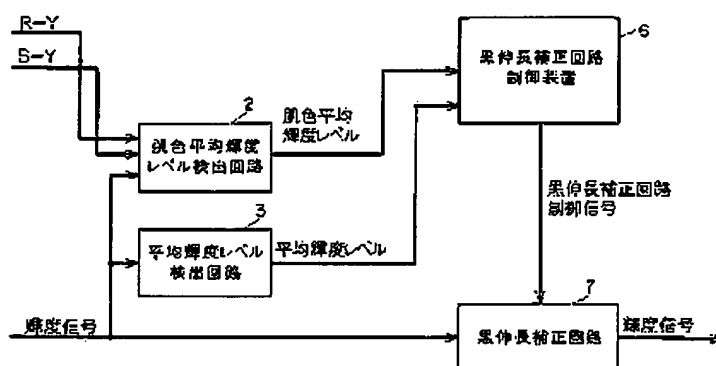 R-Y
S-Y
2
肌色平均輝度
レベル検出回路
肌色平均
輝度レベル
6
黒伸長補正回路
制御装置
3
平均輝度レベル
検出回路
平均輝度レベル
黒伸長補正回路
制御信号
輝度信号
7
黒伸長補正回路
輝度信号